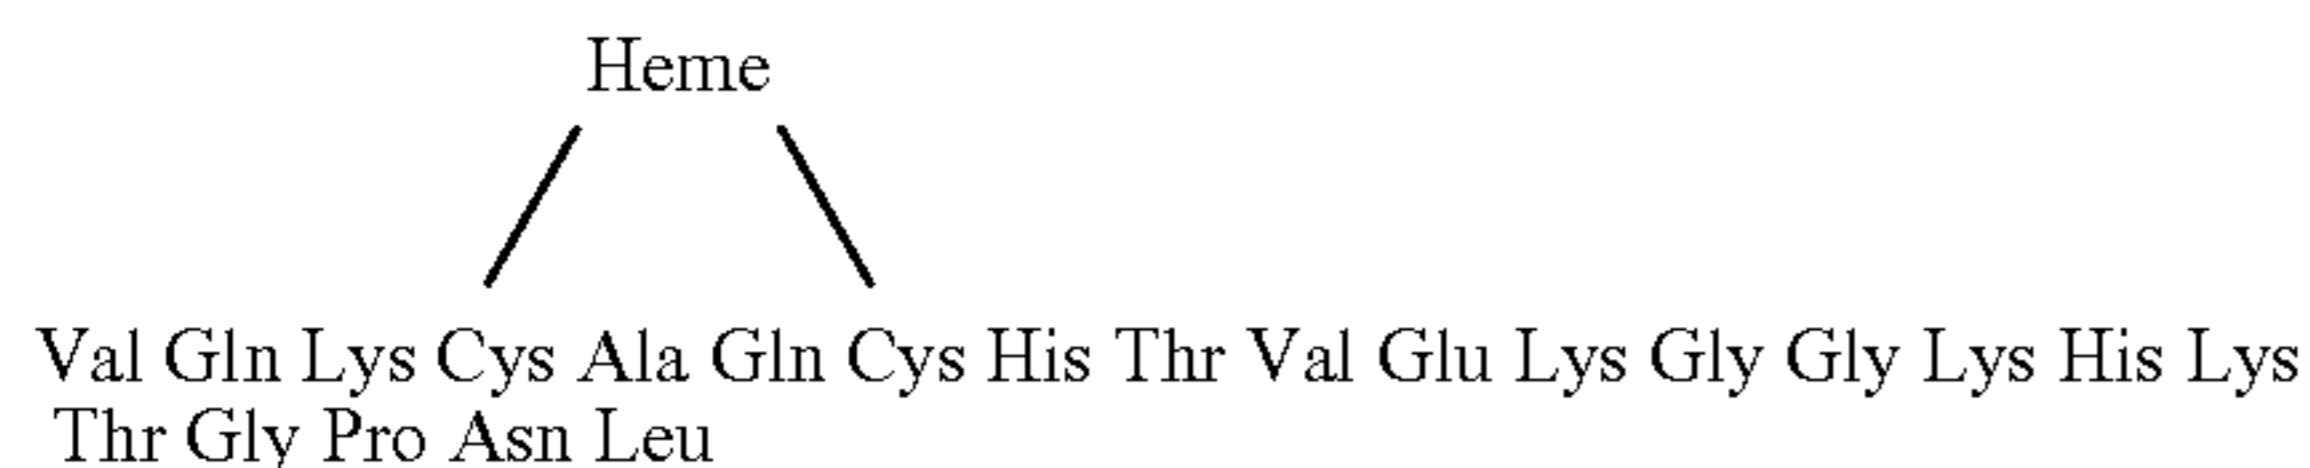 Heme
Val Gln Lys Cys Ala Gln Cys His Thr Val Glu Lys Gly Gly Lys His Lys
Thr Gly Pro Asn Leu